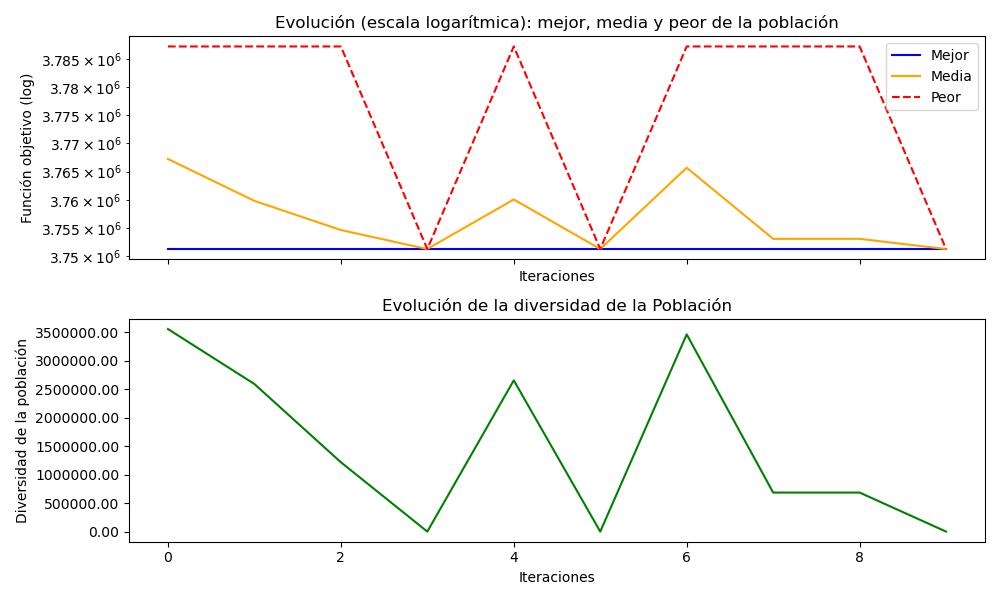 Evolución (escala logarítmica): mejor, media y peor de la población
Función objetivo (log)
3.785 × 10⁶
3.78 × 10⁶
3.775 × 10⁶
3.77 × 10⁶
3.765 × 10⁶
3.76 × 10⁶
3.755 × 10⁶
3.75 × 10⁶
Mejor
Media
Peor
Iteraciones
Evolución de la diversidad de la Población
Diversidad de la población
3500000.00
3000000.00
2500000.00
2000000.00
1500000.00
1000000.00
500000.00
0.00
0 2 4 6 8
Iteraciones